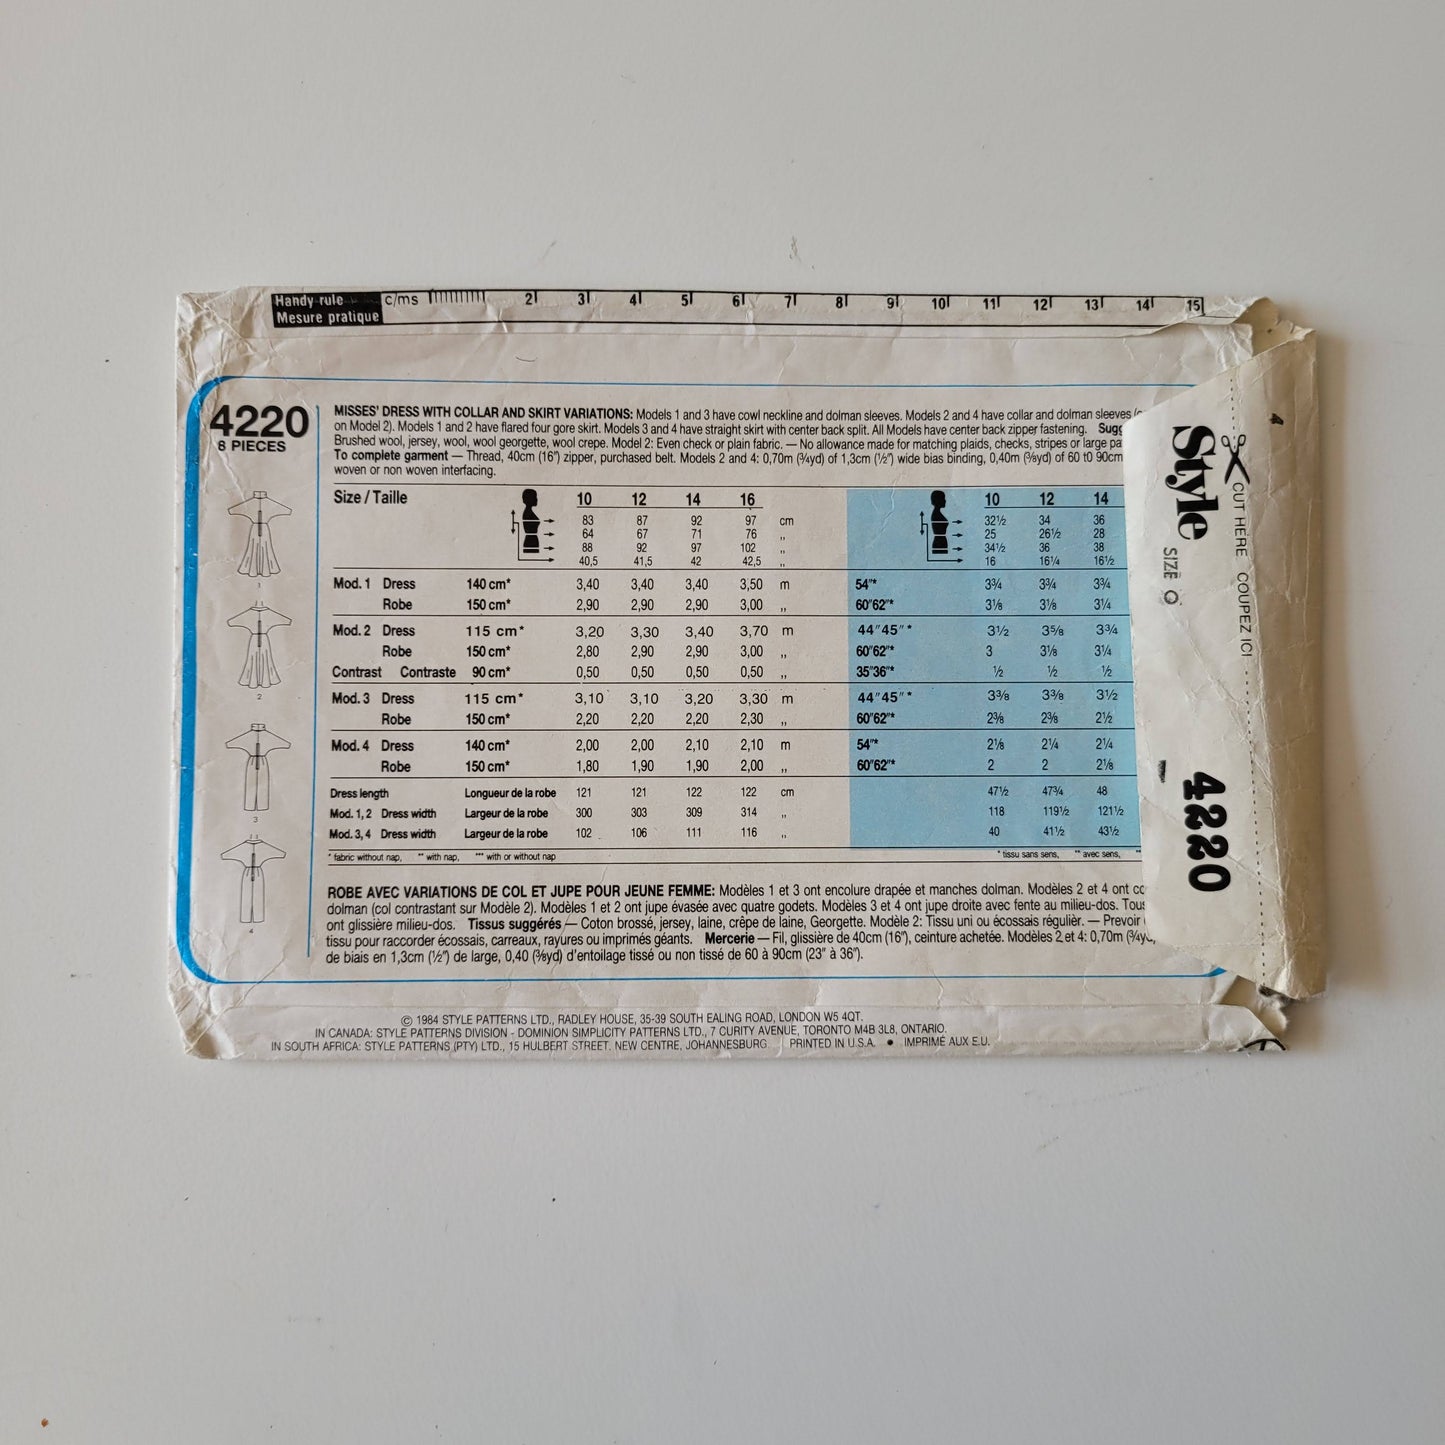 Handy rule c/ms 2 3 4 5 6 7 8 9 10 11 12 13 14 15
Mesure pratique
4220
8 PIECES
1
2
3
4
MISSES' DRESS WITH COLLAR AND SKIRT VARIATIONS: Models 1 and 3 have cowl neckline and dolman sleeves. Models 2 and 4 have collar and dolman sleeves
on Model 2). Models 1 and 2 have flared four gore skirt. Models 3 and 4 have straight skirt with center back split. All Models have center back zipper fastening.
Brushed wool, jersey, wool, wool georgette, wool crepe. Model 2: Even check or plain fabric. — No allowance made for matching plaids, checks, stripes or large
To complete garment — Thread, 40cm (16") zipper, purchased belt. Models 2 and 4: 0,70m (¾yd) of 1,3cm (½") wide bias binding, 0,40m (⅜yd) of 60 to 90cm
woven or non woven interfacing.
Size / Taille 10 12 14 16 10 12 14
83 87 92 97 cm 32½ 34 36
64 67 71 76 ,, 25 26½ 28
88 92 97 102 ,, 34½ 36 38
40,5 41,5 42 42,5 ,, 16 16¼ 16½
Mod. 1 Dress 140 cm* 3,40 3,40 3,40 3,50 m 54"* 3¾ 3¾ 3¾
Robe 150 cm* 2,90 2,90 2,90 3,00 ,, 60"62"* 3⅛ 3⅛ 3¼
Mod. 2 Dress 115 cm* 3,20 3,30 3,40 3,70 m 44"45"* 3½ 3⅝ 3¾
Robe 150 cm* 2,80 2,90 2,90 3,00 ,, 60"62"* 3 3⅛ 3¼
Contrast Contraste 90 cm* 0,50 0,50 0,50 0,50 ,, 35"36"* ½ ½ ½
Mod. 3 Dress 115 cm* 3,10 3,10 3,20 3,30 m 44"45"* 3⅜ 3⅜ 3½
Robe 150 cm* 2,20 2,20 2,20 2,30 ,, 60"62"* 2⅜ 2⅜ 2½
Mod. 4 Dress 140 cm* 2,00 2,00 2,10 2,10 m 54"* 2⅛ 2¼ 2¼
Robe 150 cm* 1,80 1,90 1,90 2,00 ,, 60"62"* 2 2 2⅛
Dress length Longueur de la robe 121 121 122 122 cm 47½ 47¾ 48
Mod. 1, 2 Dress width Largeur de la robe 300 303 309 314 ,, 118 119½ 121½
Mod. 3, 4 Dress width Largeur de la robe 102 106 111 116 ,, 40 41½ 43½
* fabric without nap, ** with nap, *** with or without nap * tissu sans sens, ** avec sens, **
ROBE AVEC VARIATIONS DE COL ET JUPE POUR JEUNE FEMME: Modèles 1 et 3 ont encolure drapée et manches dolman. Modèles 2 et 4 ont
dolman (col contrastant sur Modèle 2). Modèles 1 et 2 ont jupe évasée avec quatre godets. Modèles 3 et 4 ont jupe droite avec fente au milieu-dos.
ont glissière milieu-dos. Tissus suggérés — Coton brossé, jersey, laine, crêpe de laine, Georgette. Modèle 2: Tissu uni ou écossais régulièr. — Prevoir
tissu pour raccorder écossais, carreaux, rayures ou imprimés géants. Mercerie — Fil, glissière de 40cm (16"), ceinture achetée. Modèles 2 et 4: 0,70m
de biais en 1,3cm (½") de large, 0,40 (⅜yd) d'entoilage tissé ou non tissé de 60 à 90cm (23" à 36").
© 1984 STYLE PATTERNS LTD., RADLEY HOUSE, 35-39 SOUTH EALING ROAD, LONDON W5 4QT.
IN CANADA: STYLE PATTERNS DIVISION - DOMINION SIMPLICITY PATTERNS LTD., 7 CURITY AVENUE, TORONTO M4B 3L8, ONTARIO.
IN SOUTH AFRICA: STYLE PATTERNS (PTY) LTD., 15 HULBERT STREET. NEW CENTRE, JOHANNESBURG. PRINTED IN U.S.A. ● IMPRIMÉ AUX E.U.
4
CUT HERE COUPEZ ICI
Style
SIZE
4220